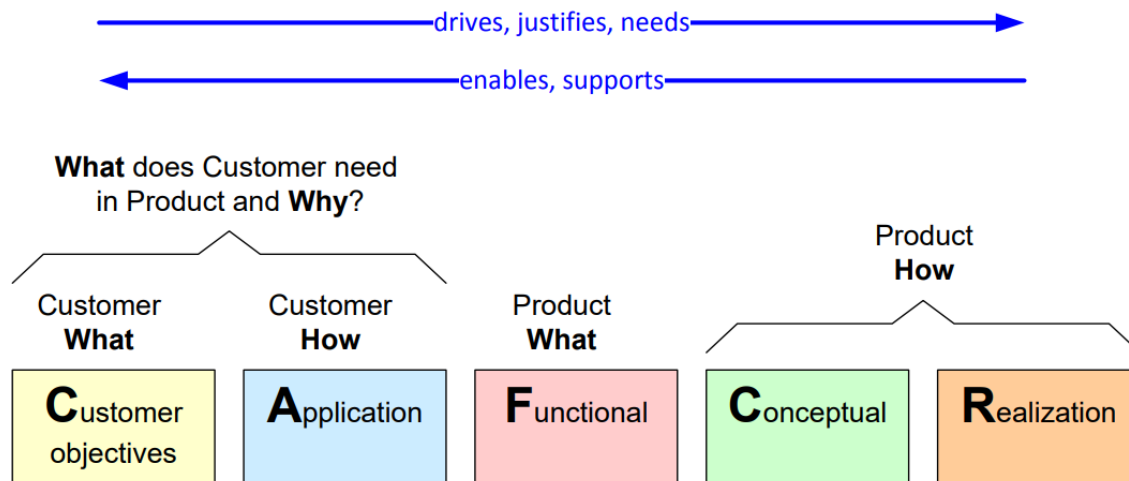 drives, justifies, needs
enables, supports
What does Customer need
in Product and Why?
Product
How
Customer
What
Customer
How
Product
What
Customer
objectives
Application
Functional
Conceptual
Realization